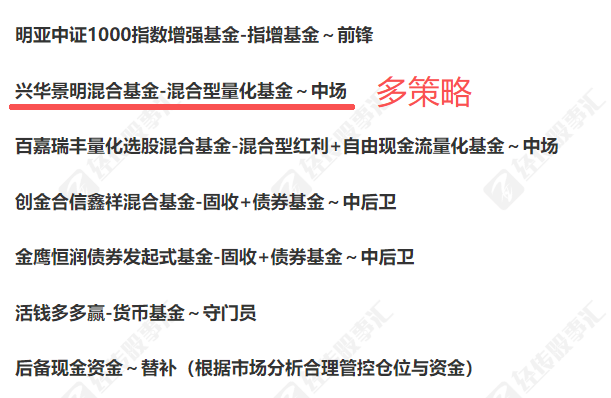 明亚中证1000指数增强基金-指增基金～前锋
兴华景明混合基金-混合型量化基金～中场 多策略
百嘉瑞丰量化选股混合基金-混合型红利+自由现金流量化基金～中场
创金合信鑫祥混合基金-固收+债券基金～中后卫
金鹰恒润债券发起式基金-固收+债券基金～中后卫
活钱多多赢-货币基金～守门员
后备现金资金～替补（根据市场分析合理管控仓位与资金）